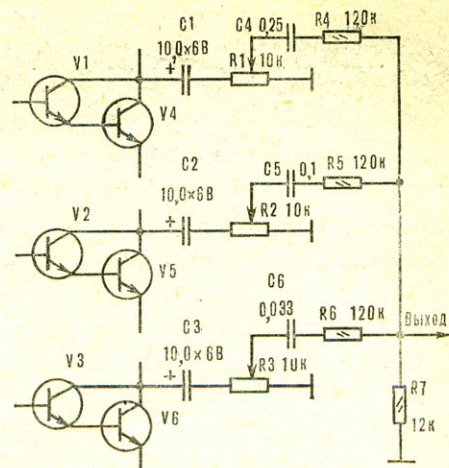 C1
10,0×6В
C4 0,25
R4 120к
V1
R1 10к
V4
C2
10,0×6В
C5
0,1
R5 120к
V2
R2 10к
V5
C6
0,033
R6 120к
Выход
C3
10,0×6В
V3
R3 10к
R7
12к
V6